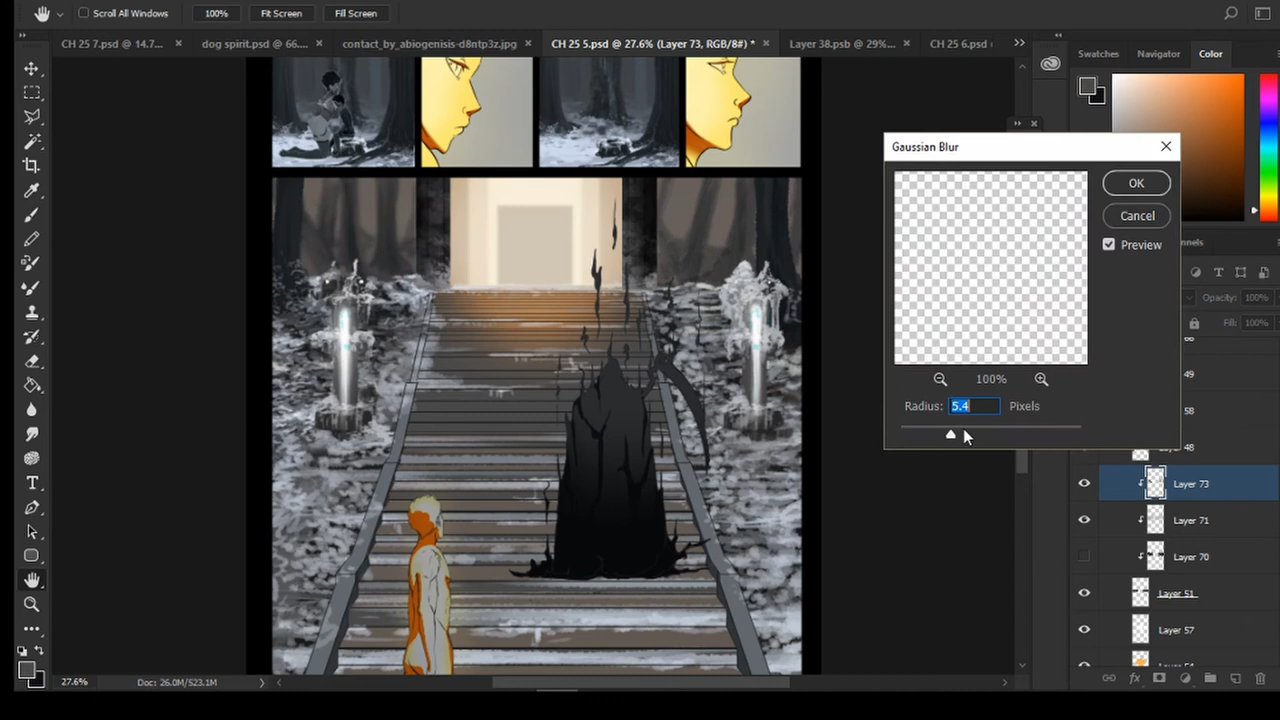 Scroll All Windows 100% Fit Screen Fill Screen
CH 25 7.psd @ 14.7... × dog spirit.psd @ 66.... × contact_by_abiogenisis-d8ntp3z.jpg × CH 25 5.psd @ 27.6% (Layer 73, RGB/8#) * × Layer 38.psb @ 29%... × CH 25 6.psd
Swatches Navigator Color
Gaussian Blur
OK
Cancel
Preview
100%
Radius: 5.4 Pixels
Opacity: 100%
Fill: 100%
49
58
48
Layer 73
Layer 71
Layer 70
Layer 51
Layer 57
27.6% Doc: 26.0M/523.1M